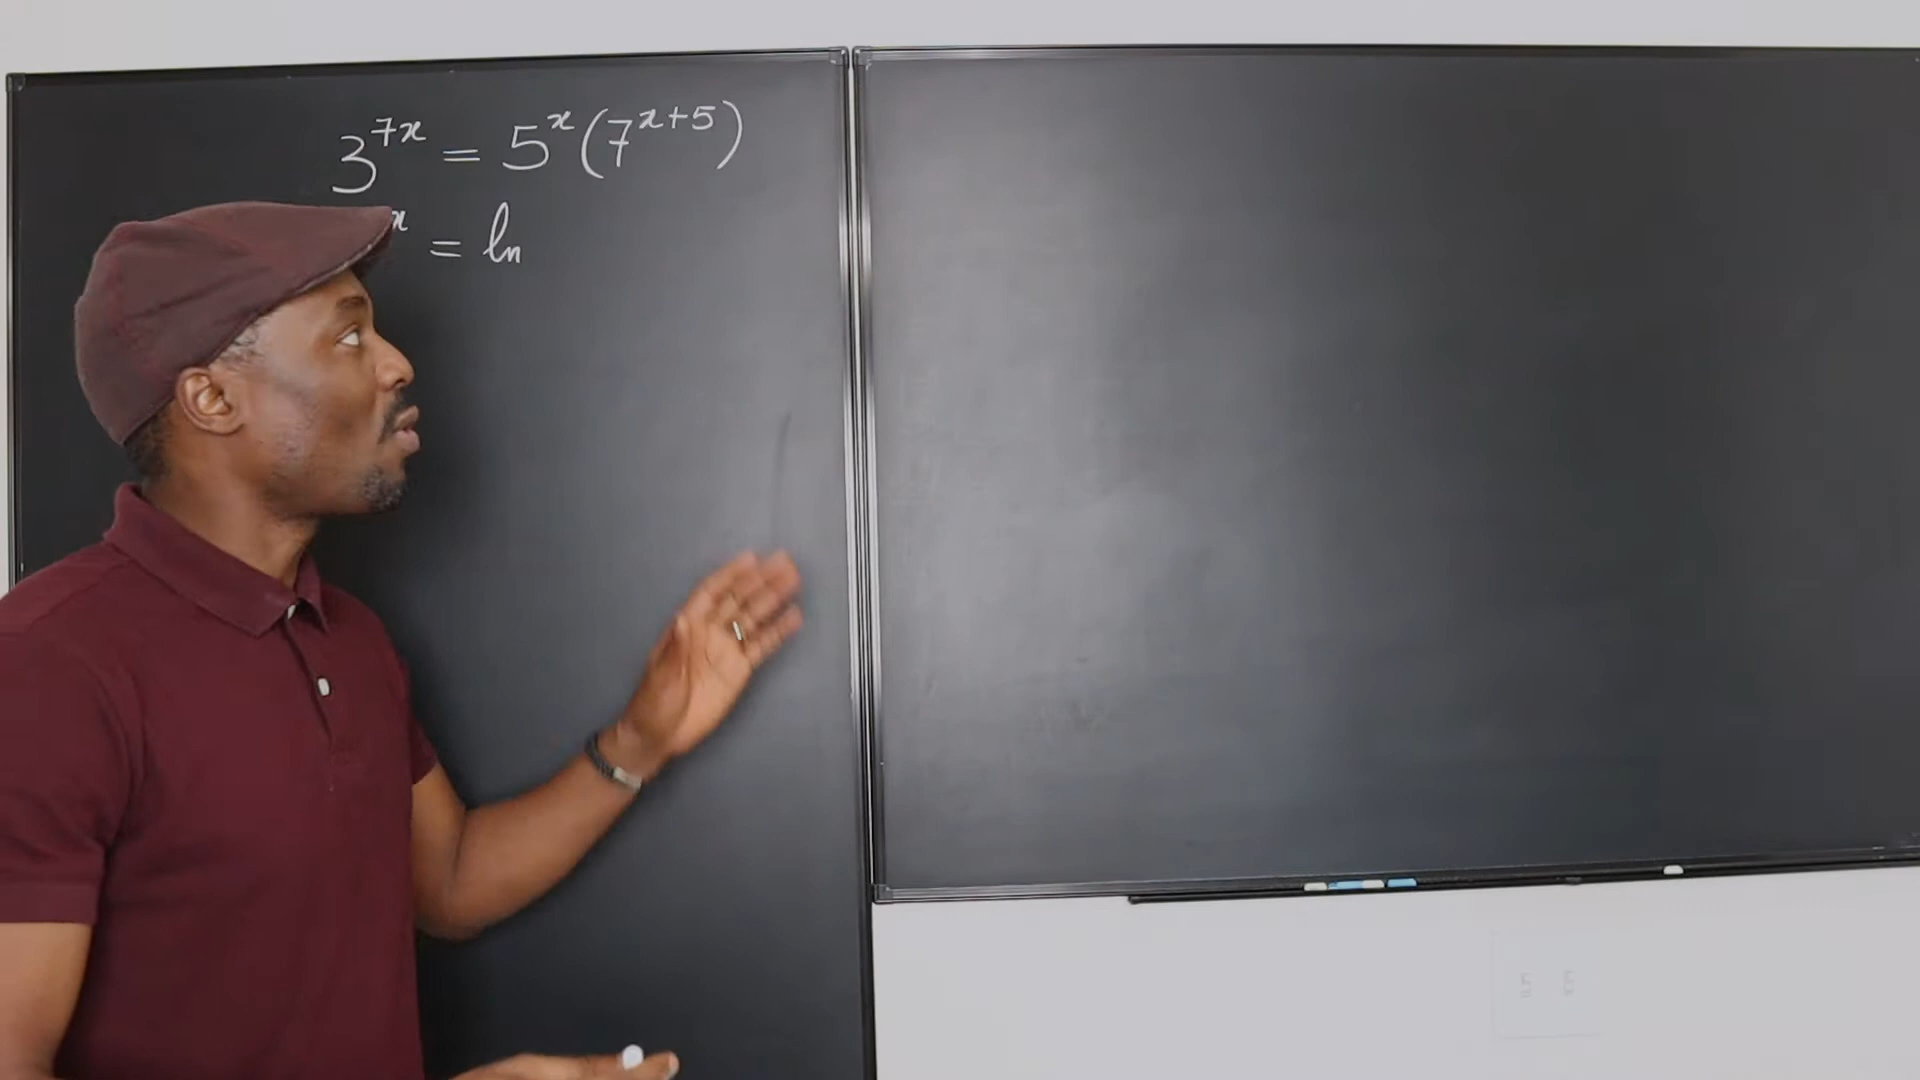 3^{7x} = 5^x(7^{x+5})
x = ln